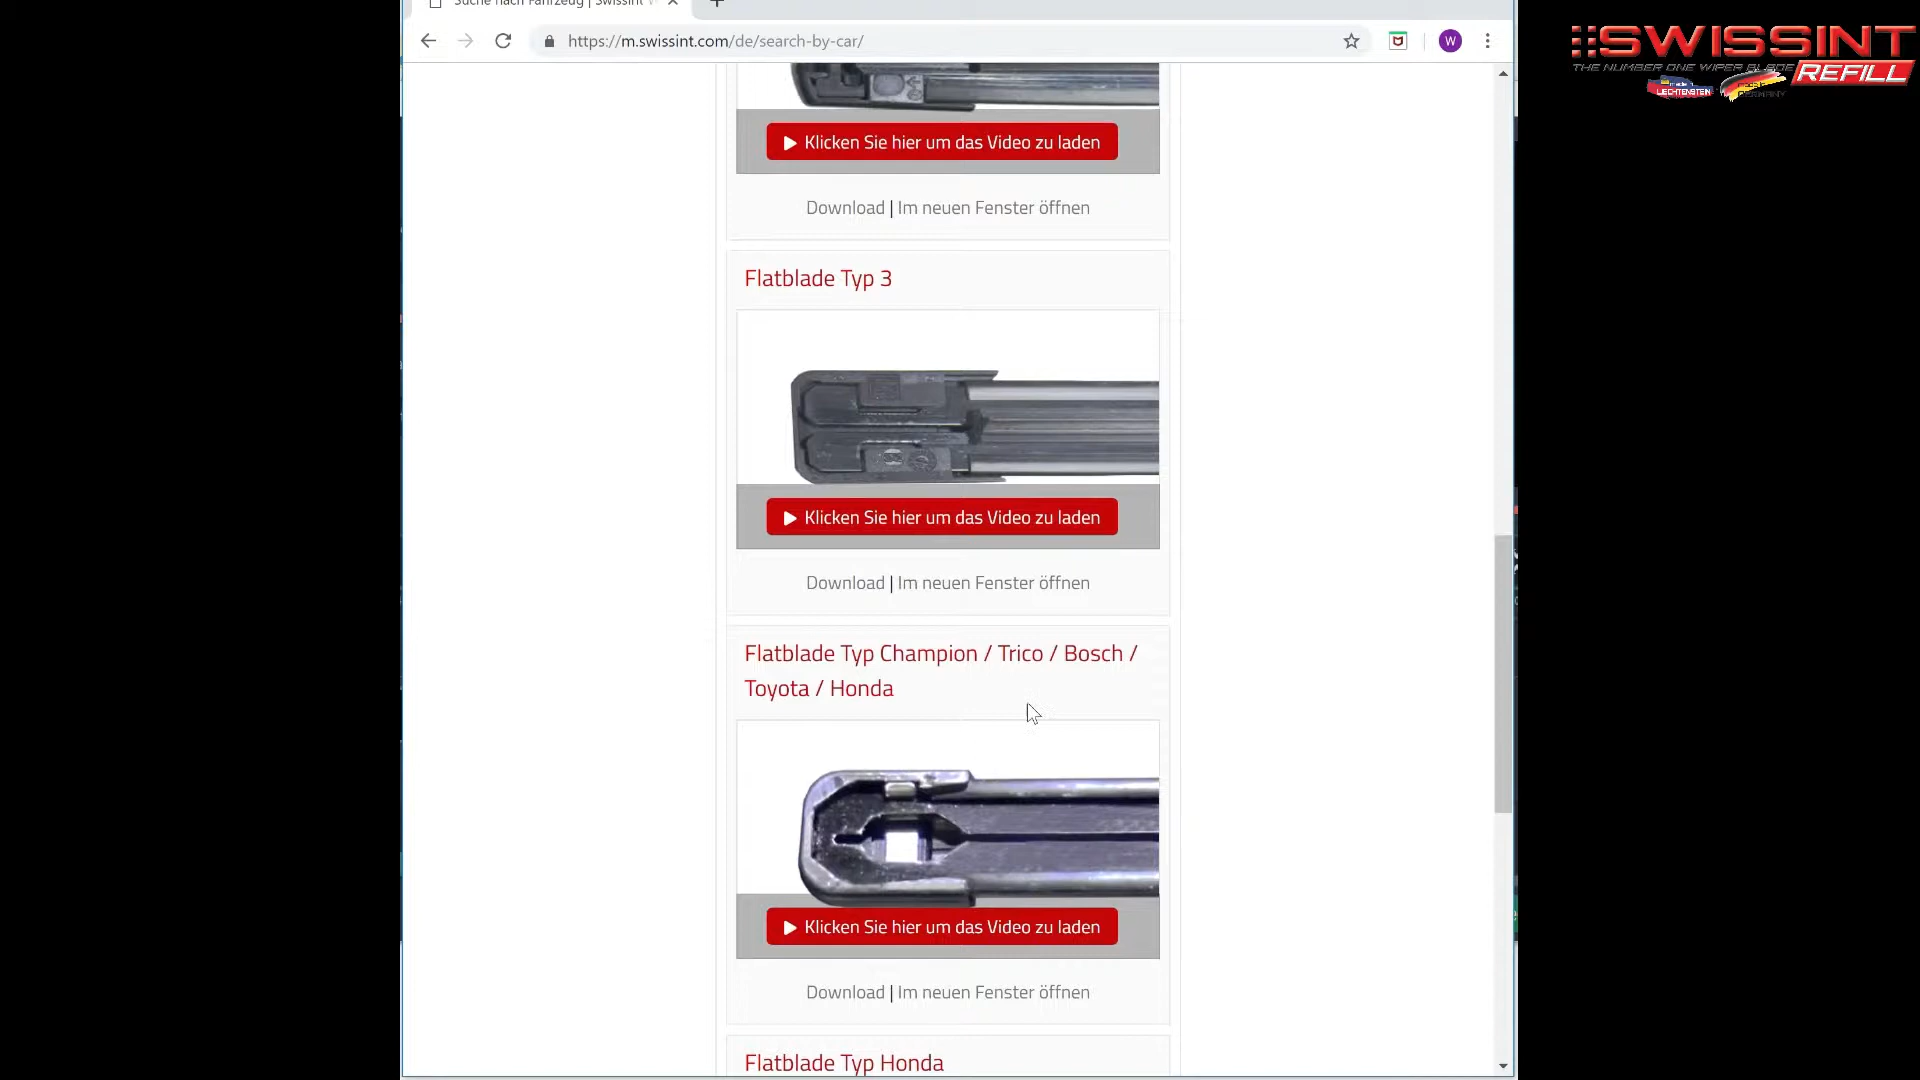 Suche nach Fahrzeug | Swissint W
https://m.swissint.com/de/search-by-car/
W
SWISSINT
THE NUMBER ONE WIPER BLADE
REFILL
LIECHTENSTEIN
GERMANY
Klicken Sie hier um das Video zu laden
Download | Im neuen Fenster öffnen
Flatblade Typ 3
Klicken Sie hier um das Video zu laden
Download | Im neuen Fenster öffnen
Flatblade Typ Champion / Trico / Bosch /
Toyota / Honda
Klicken Sie hier um das Video zu laden
Download | Im neuen Fenster öffnen
Flatblade Typ Honda